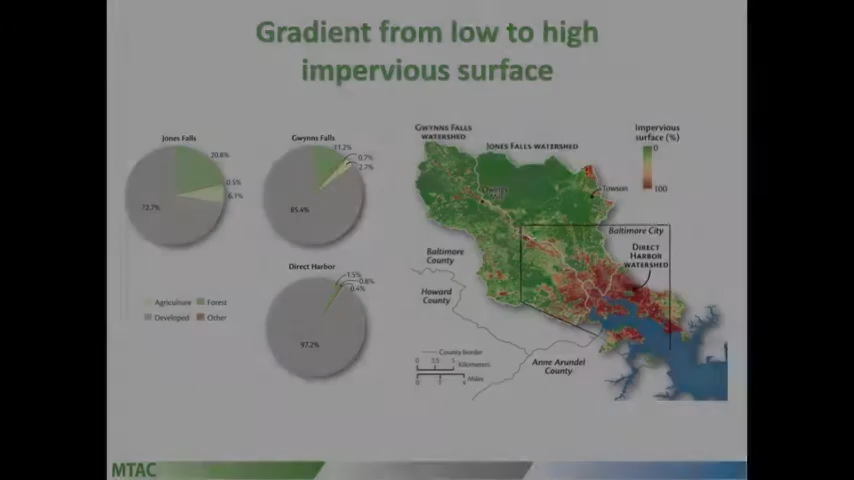 Gradient from low to high
impervious surface
Jones Falls
20.8%
0.5%
6.1%
72.7%
Gwynns Falls
11.2%
0.7%
2.7%
85.4%
Direct Harbor
1.5%
0.8%
0.4%
97.2%
Agriculture
Forest
Developed
Other
GWYNNS FALLS
WATERSHED
JONES FALLS WATERSHED
Impervious
surface (%)
0
100
Owings
Towson
Baltimore City
DIRECT
HARBOR
WATERSHED
Baltimore
County
Howard
County
Anne Arundel
County
County border
Kilometers
Miles
MTAC